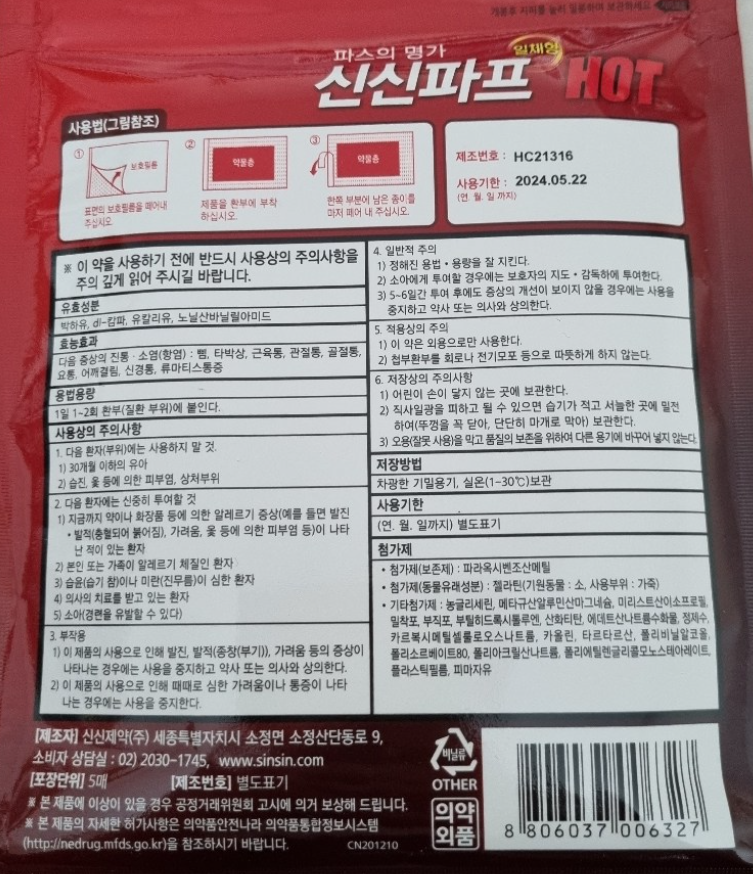 개봉후 지퍼를 눌러 밀봉하여 보관하세요
파스의 명가
일체형
신신파프 HOT
사용법(그림참조)
① 보호필름
표면의 보호필름을 떼어내
주십시오.
② 약물층
제품을 환부에 부착
하십시오.
③ 약물층
한쪽 부분에 남은 종이를
마저 떼어 내 주십시오.
제조번호 : HC21316
사용기한 : 2024.05.22
(연. 월. 일 까지)
※ 이 약을 사용하기 전에 반드시 사용상의 주의사항을
주의 깊게 읽어 주시길 바랍니다.
유효성분
박하유, dl-캄파, 유칼리유, 노닐산바닐릴아미드
효능효과
다음 증상의 진통 · 소염(항염) : 삠, 타박상, 근육통, 관절통, 골절통,
요통, 어깨결림, 신경통, 류마티스통증
용법용량
1일 1~2회 환부(질환 부위)에 붙인다.
사용상의 주의사항
1. 다음 환자(부위)에는 사용하지 말 것.
1) 30개월 이하의 유아
2) 습진, 옻 등에 의한 피부염, 상처부위
2. 다음 환자에는 신중히 투여할 것
1) 지금까지 약이나 화장품 등에 의한 알레르기 증상(예를 들면 발진
• 발적(충혈되어 붉어짐), 가려움, 옻 등에 의한 피부염 등)이 나타
난 적이 있는 환자
2) 본인 또는 가족이 알레르기 체질인 환자
3) 습윤(습기 참)이나 미란(진무름)이 심한 환자
4) 의사의 치료를 받고 있는 환자
5) 소아(경련을 유발할 수 있다)
3. 부작용
1) 이 제품의 사용으로 인해 발진, 발적(종창(부기)), 가려움 등의 증상이
나타나는 경우에는 사용을 중지하고 약사 또는 의사와 상의한다.
2) 이 제품의 사용으로 인해 때때로 심한 가려움이나 통증이 나타
나는 경우에는 사용을 중지한다.
4. 일반적 주의
1) 정해진 용법 • 용량을 잘 지킨다.
2) 소아에게 투여할 경우에는 보호자의 지도 • 감독하에 투여한다.
3) 5~6일간 투여 후에도 증상의 개선이 보이지 않을 경우에는 사용을
중지하고 약사 또는 의사와 상의한다.
5. 적용상의 주의
1) 이 약은 외용으로만 사용한다.
2) 첩부환부를 회로나 전기모포 등으로 따뜻하게 하지 않는다.
6. 저장상의 주의사항
1) 어린이 손이 닿지 않는 곳에 보관한다.
2) 직사일광을 피하고 될 수 있으면 습기가 적고 서늘한 곳에 밀전
하여(뚜껑을 꼭 닫아, 단단히 마개로 막아) 보관한다.
3) 오용(잘못 사용)을 막고 품질의 보존을 위하여 다른 용기에 바꾸어 넣지 않는다.
저장방법
차광한 기밀용기, 실온(1~30℃)보관
사용기한
(연. 월. 일까지) 별도표기
첨가제
• 첨가제(보존제) : 파라옥시벤조산메틸
• 첨가제(동물유래성분) : 젤라틴(기원동물 : 소, 사용부위 : 가죽)
• 기타첨가제 : 농글리세린, 메타규산알루민산마그네슘, 미리스트산이소프로필,
밀착포, 부직포, 부틸히드록시톨루엔, 산화티탄, 에데트산나트륨수화물, 정제수,
카르복시메틸셀룰로오스나트륨, 카올린, 타르타르산, 폴리비닐알코올,
폴리소르베이트80, 폴리아크릴산나트륨, 폴리에틸렌글리콜모노스테아레이트,
플라스틱필름, 피마자유
[제조자] 신신제약(주) 세종특별자치시 소정면 소정산단동로 9,
소비자 상담실 : 02) 2030-1745, www.sinsin.com
[포장단위] 5매 [제조번호] 별도표기
※ 본 제품에 이상이 있을 경우 공정거래위원회 고시에 의거 보상해 드립니다.
※ 본 제품의 자세한 허가사항은 의약품안전나라 의약품통합정보시스템
(http://nedrug.mfds.go.kr)을 참조하시기 바랍니다. CN201210
비닐류
OTHER
의약
외품
8 806037 006327